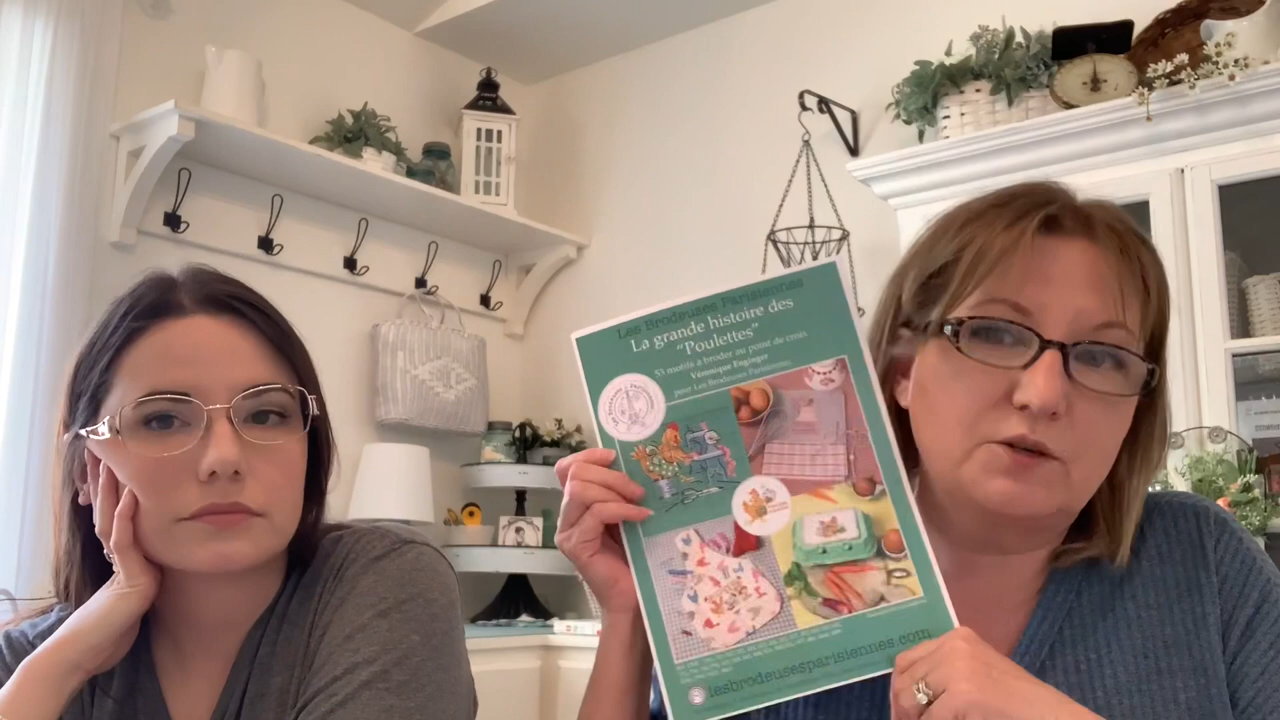 Les Brodeuses Parisiennes
La grande histoire des
"Poulettes"
53 motifs à broder au point de croix
Véronique Enginger
pour Les Brodeuses Parisiennes
lesbrodeusesparisiennes.com